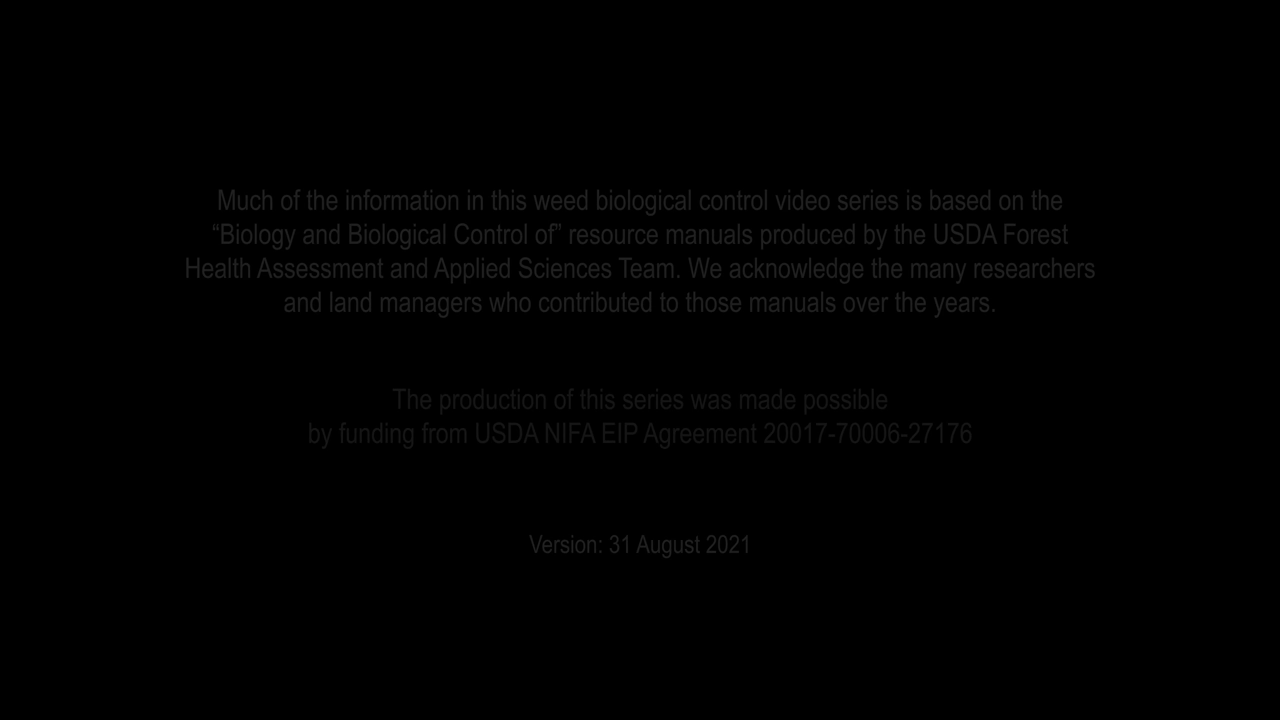 Much of the information in this weed biological control video series is based on the
“Biology and Biological Control of” resource manuals produced by the USDA Forest
Health Assessment and Applied Sciences Team. We acknowledge the many researchers
and land managers who contributed to those manuals over the years.
The production of this series was made possible
by funding from USDA NIFA EIP Agreement 20017-70006-27176
Version: 31 August 2021